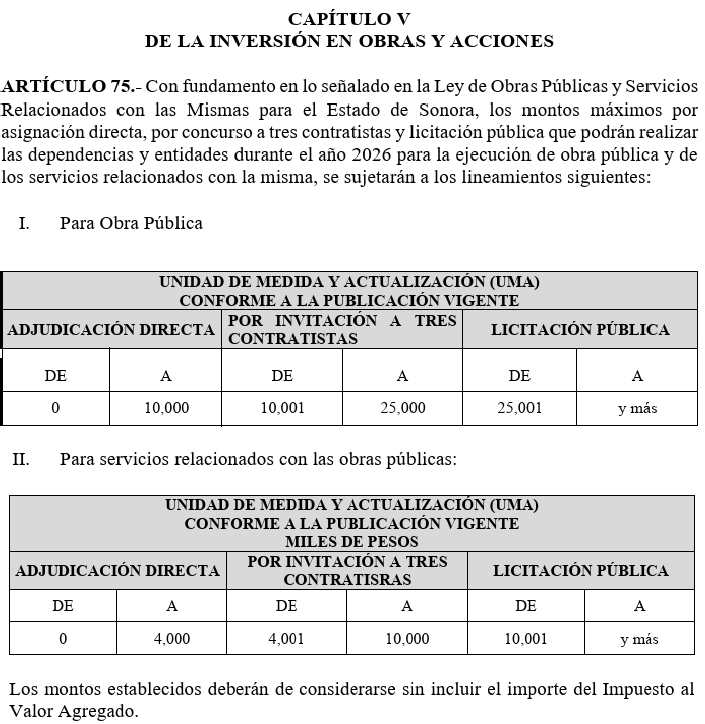 CAPÍTULO V
DE LA INVERSIÓN EN OBRAS Y ACCIONES
ARTÍCULO 75.- Con fundamento en lo señalado en la Ley de Obras Públicas y Servicios
Relacionados con las Mismas para el Estado de Sonora, los montos máximos por
asignación directa, por concurso a tres contratistas y licitación pública que podrán realizar
las dependencias y entidades durante el año 2026 para la ejecución de obra pública y de
los servicios relacionados con la misma, se sujetarán a los lineamientos siguientes:
I. Para Obra Pública
UNIDAD DE MEDIDA Y ACTUALIZACIÓN (UMA)
CONFORME A LA PUBLICACIÓN VIGENTE
ADJUDICACIÓN DIRECTA POR INVITACIÓN A TRES CONTRATISTAS LICITACIÓN PÚBLICA
DE A DE A DE A
0 10,000 10,001 25,000 25,001 y más
II. Para servicios relacionados con las obras públicas:
UNIDAD DE MEDIDA Y ACTUALIZACIÓN (UMA)
CONFORME A LA PUBLICACIÓN VIGENTE
MILES DE PESOS
ADJUDICACIÓN DIRECTA POR INVITACIÓN A TRES CONTRATISRAS LICITACIÓN PÚBLICA
DE A DE A DE A
0 4,000 4,001 10,000 10,001 y más
Los montos establecidos deberán de considerarse sin incluir el importe del Impuesto al
Valor Agregado.